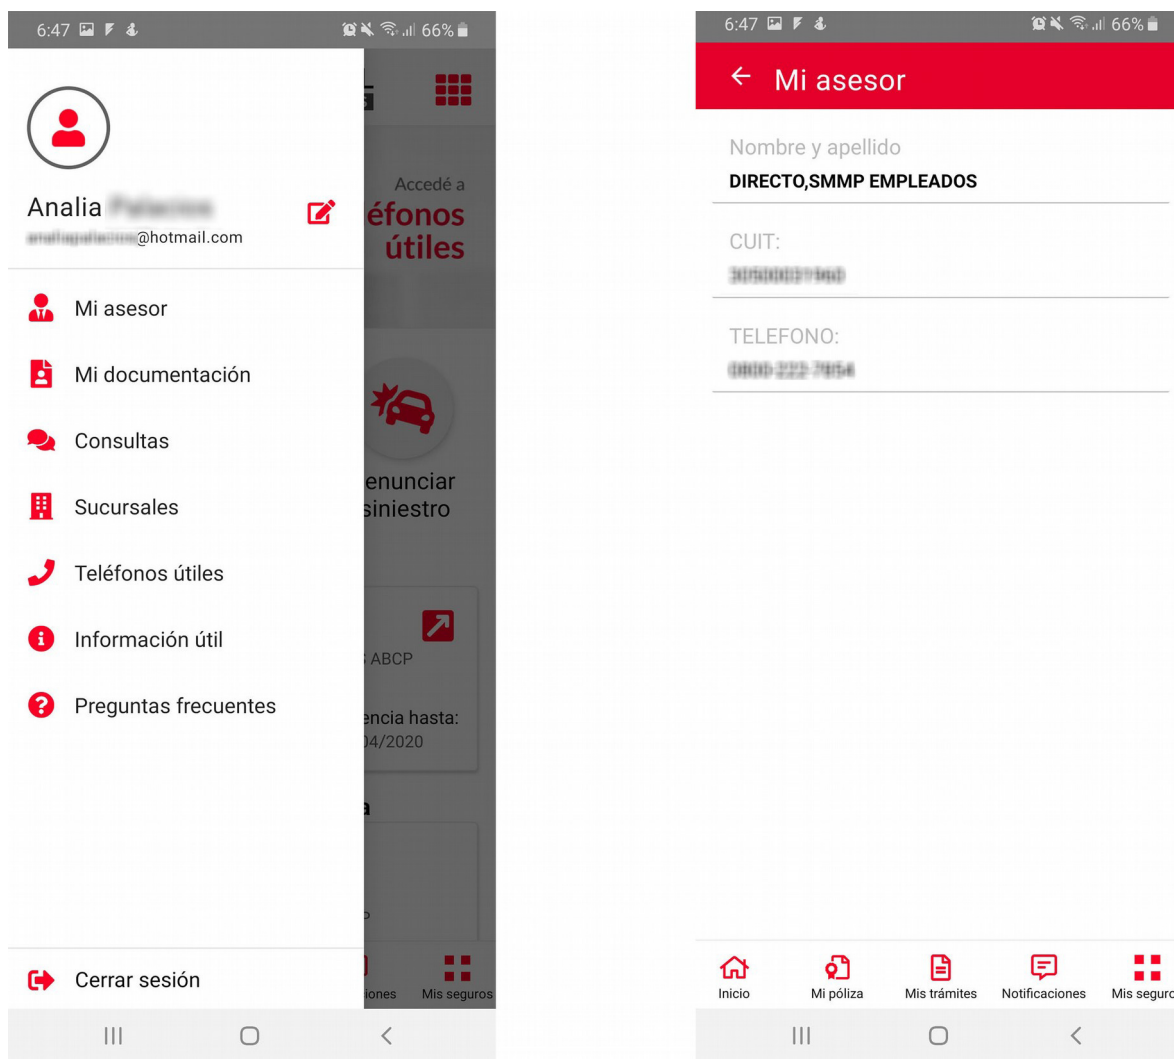 6:47
66%
Analia
@hotmail.com
Mi asesor
Mi documentación
Consultas
Sucursales
Teléfonos útiles
Información útil
Preguntas frecuentes
Cerrar sesión
Accedé a
éfonos
útiles
enunciar
siniestro
ABCP
encia hasta:
04/2020
a
iones
Mis seguros
6:47
66%
Mi asesor
Nombre y apellido
DIRECTO,SMMP EMPLEADOS
CUIT:
TELEFONO:
Inicio
Mi póliza
Mis trámites
Notificaciones
Mis seguro